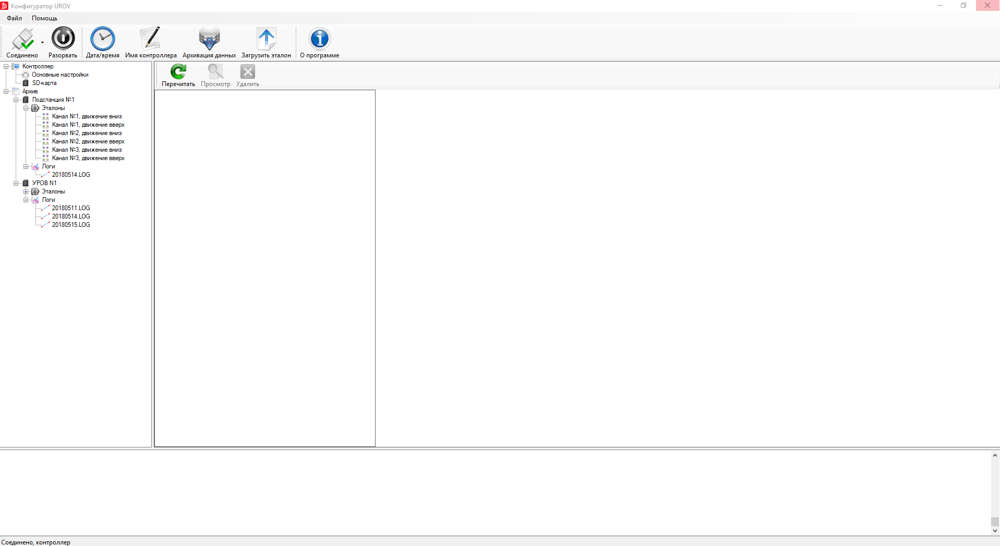 Конфигуратор UROV
Файл Помощь
Соединено Разорвать Дата/время Имя контроллера Архивация данных Загрузить эталон О программе
Контроллер
Основные настройки
SD-карта
Архив
Подстанция №1
Эталоны
Канал №1, движение вниз
Канал №1, движение вверх
Канал №2, движение вниз
Канал №2, движение вверх
Канал №3, движение вниз
Канал №3, движение вверх
Логи
20180514.LOG
УРОВ N1
Эталоны
Логи
20180511.LOG
20180514.LOG
20180515.LOG
Перечитать Просмотр Удалить
Соединено, контроллер